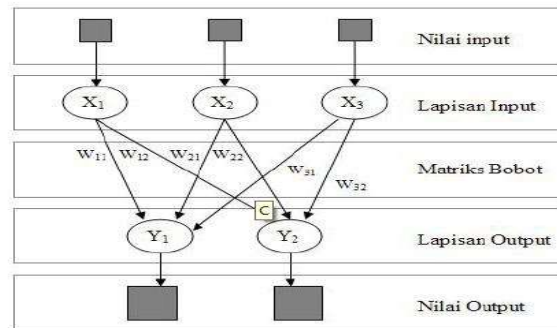 Nilai input
X1 X2 X3 Lapisan Input
W11 W12 W21 W22 W31 W32 Matriks Bobot
C
Y1 Y2 Lapisan Output
Nilai Output